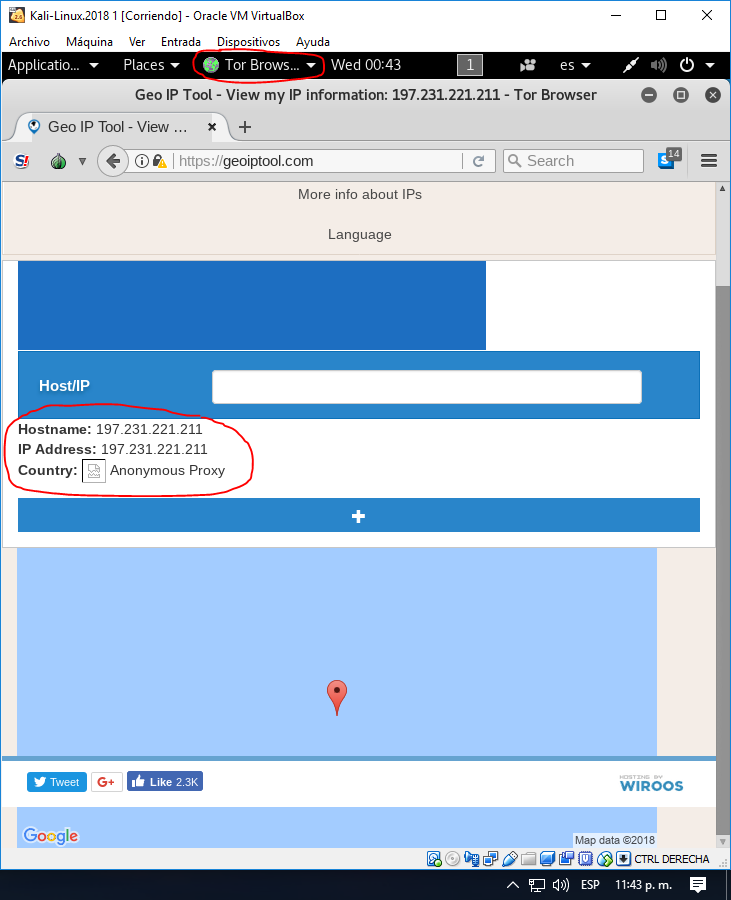 Kali-Linux.2018 1 [Corriendo] - Oracle VM VirtualBox
Archivo Máquina Ver Entrada Dispositivos Ayuda
Applicatio... Places Tor Brows... Wed 00:43 1 es
Geo IP Tool - View my IP information: 197.231.221.211 - Tor Browser
Geo IP Tool - View ...
S! https://geoiptool.com Search S 14
More info about IPs
Language
Host/IP
Hostname: 197.231.221.211
IP Address: 197.231.221.211
Country: Anonymous Proxy
Tweet G+ Like 2.3K
HOSTING BY
WIROOS
Google
Map data ©2018
CTRL DERECHA
ESP 11:43 p. m.